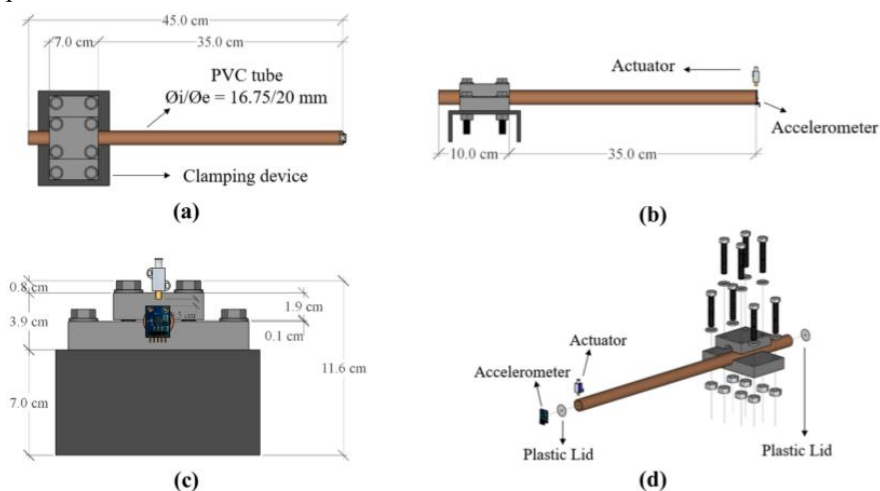 45.0 cm
7.0 cm
35.0 cm
PVC tube
Øi/Øe = 16.75/20 mm
Clamping device
(a)
Actuator
Accelerometer
10.0 cm
35.0 cm
(b)
0.8 cm
3.9 cm
7.0 cm
1.9 cm
0.1 cm
11.6 cm
(c)
Actuator
Accelerometer
Plastic Lid
Plastic Lid
(d)